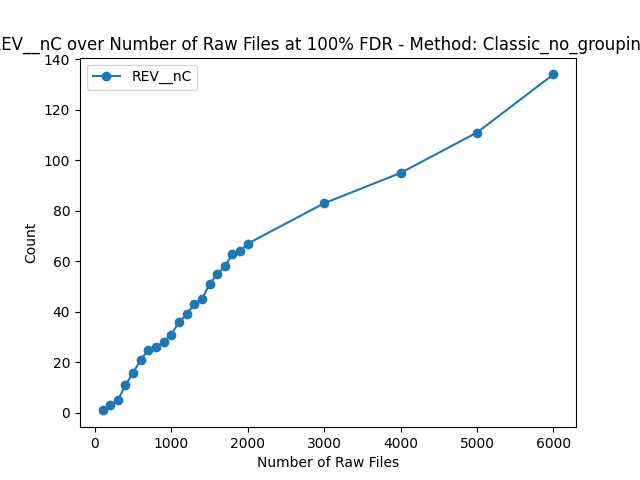 EV__nC over Number of Raw Files at 100% FDR - Method: Classic_no_groupin
REV__nC
Count
140
120
100
80
60
40
20
0
0 1000 2000 3000 4000 5000 6000
Number of Raw Files